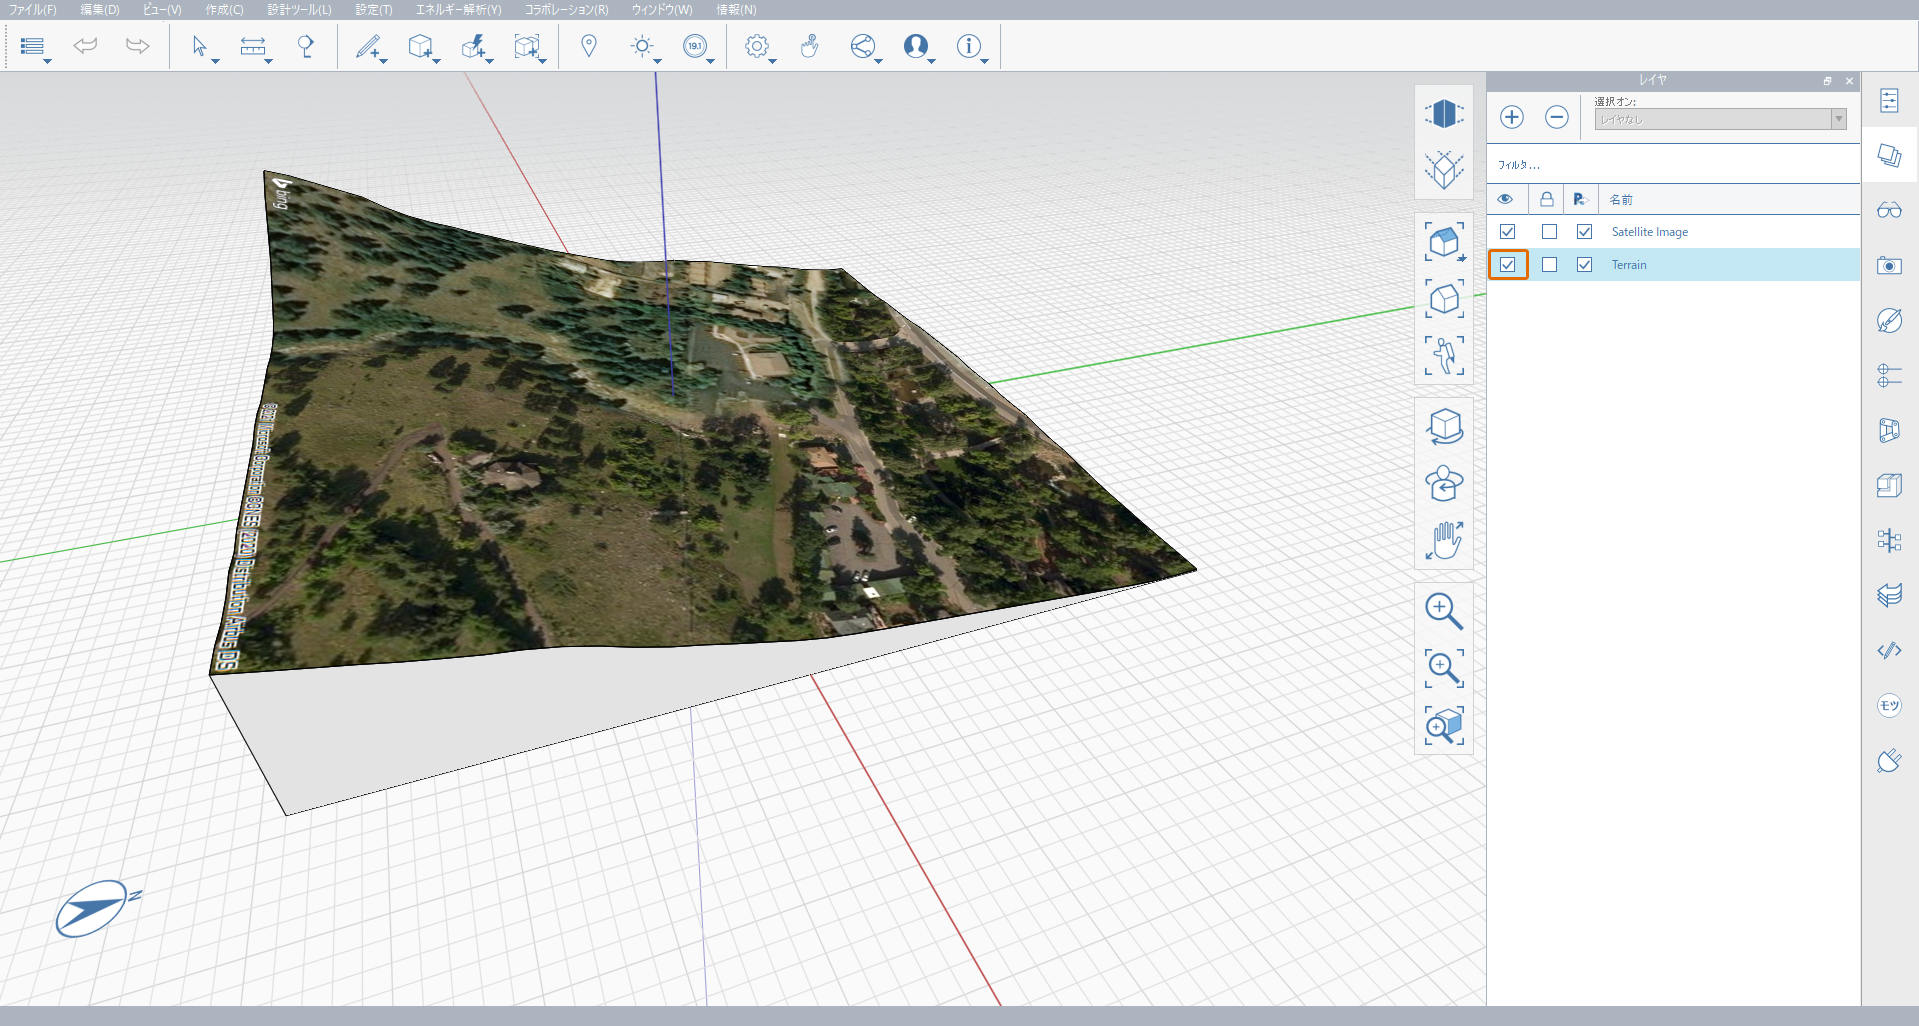 ファイル(F) 編集(D) ビュー(V) 作成(C) 設計ツール(L) 設定(T) エネルギー解析(Y) コラボレーション(R) ウィンドウ(W) 情報(N)
19.1
レイヤ
選択オン:
レイヤなし
フィルタ...
名前
Satellite Image
Terrain
bing
Microsoft Corporation ©CNES (2020) Distribution Airbus DS
N
モツ